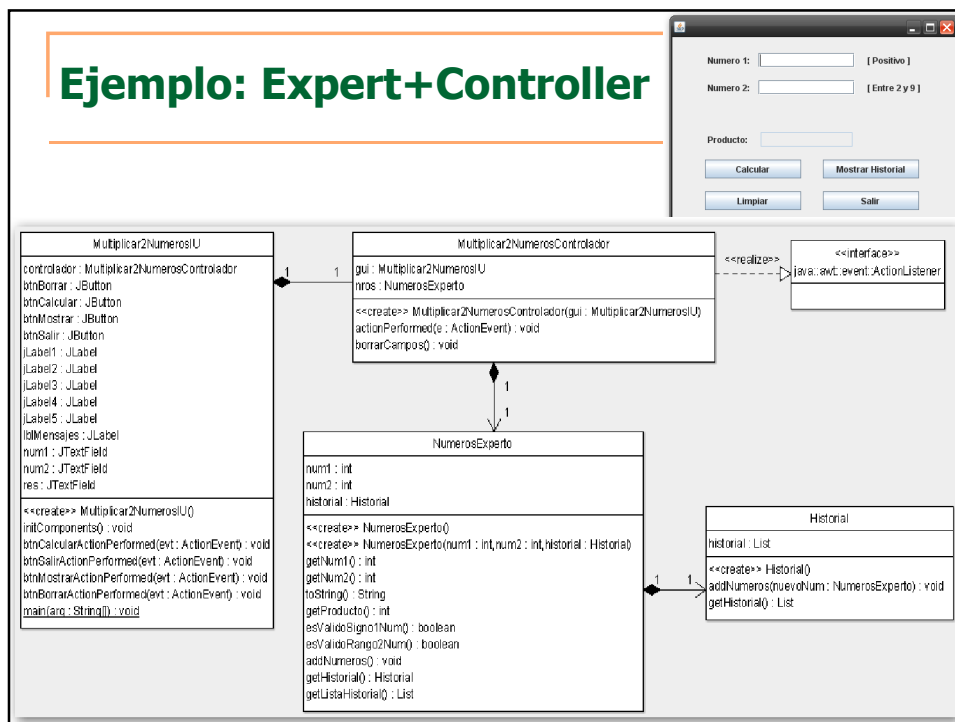 Ejemplo: Expert+Controller
Numero 1:
[ Positivo ]
Numero 2:
[ Entre 2 y 9 ]
Producto:
Calcular
Mostrar Historial
Limpiar
Salir
Multiplicar2NumerosIU
controlador : Multiplicar2NumerosControlador
btnBorrar : JButton
btnCalcular : JButton
btnMostrar : JButton
btnSalir : JButton
jLabel1 : JLabel
jLabel2 : JLabel
jLabel3 : JLabel
jLabel4 : JLabel
jLabel5 : JLabel
lblMensajes : JLabel
num1 : JTextField
num2 : JTextField
res : JTextField
<<create>> Multiplicar2NumerosIU()
initComponents() : void
btnCalcularActionPerformed(evt : ActionEvent) : void
btnSalirActionPerformed(evt : ActionEvent) : void
btnMostrarActionPerformed(evt : ActionEvent) : void
btnBorrarActionPerformed(evt : ActionEvent) : void
main(arg : String[]) : void
1
1
Multiplicar2NumerosControlador
gui : Multiplicar2NumerosIU
nros : NumerosExperto
<<create>> Multiplicar2NumerosControlador(gui : Multiplicar2NumerosIU)
actionPerformed(e : ActionEvent) : void
borrarCampos() : void
<<realize>>
<<interface>>
java::awt::event::ActionListener
1
1
NumerosExperto
num1 : int
num2 : int
historial : Historial
<<create>> NumerosExperto()
<<create>> NumerosExperto(num1 : int,num2 : int,historial : Historial)
getNum1() : int
getNum2() : int
toString() : String
getProducto() : int
esValidoSigno1Num() : boolean
esValidoRango2Num() : boolean
addNumeros() : void
getHistorial() : Historial
getListaHistorial() : List
1
1
Historial
historial : List
<<create>> Historial()
addNumeros(nuevoNum : NumerosExperto) : void
getHistorial() : List